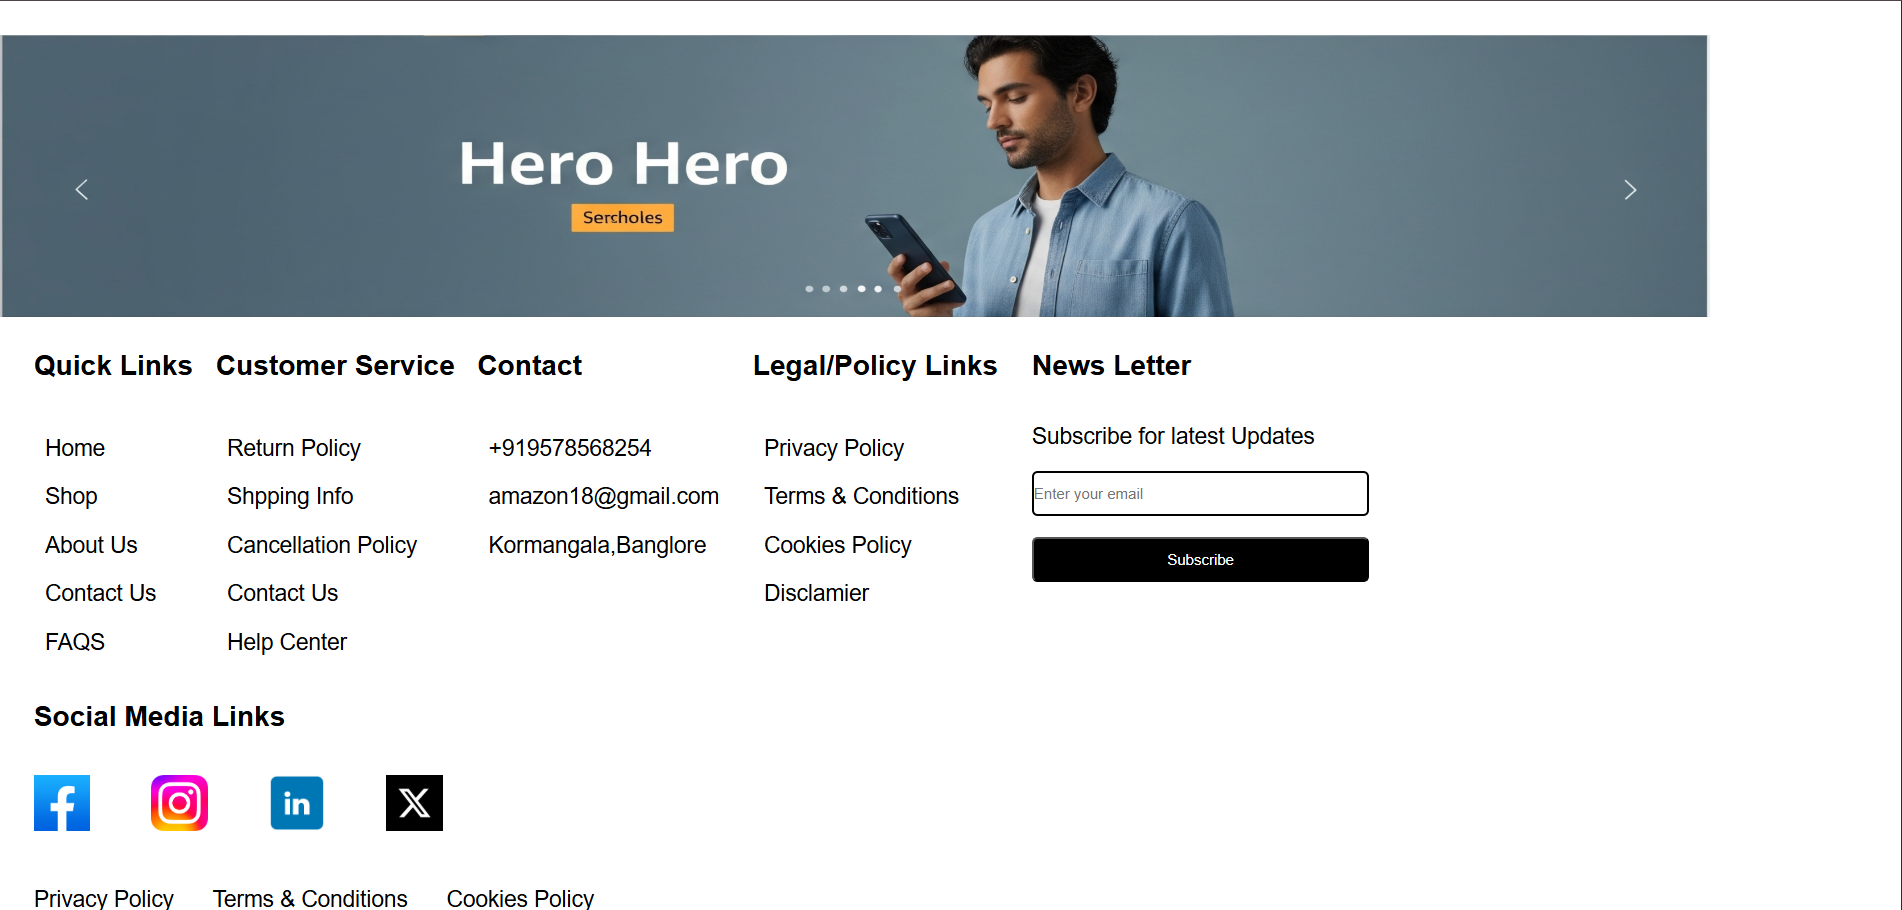 Hero Hero
Sercholes
Quick Links
Home
Shop
About Us
Contact Us
FAQS
Customer Service
Return Policy
Shpping Info
Cancellation Policy
Contact Us
Help Center
Contact
+919578568254
amazon18@gmail.com
Kormangala,Banglore
Legal/Policy Links
Privacy Policy
Terms & Conditions
Cookies Policy
Disclamier
News Letter
Subscribe for latest Updates
Enter your email
Subscribe
Social Media Links
f
in
X
Privacy Policy Terms & Conditions Cookies Policy